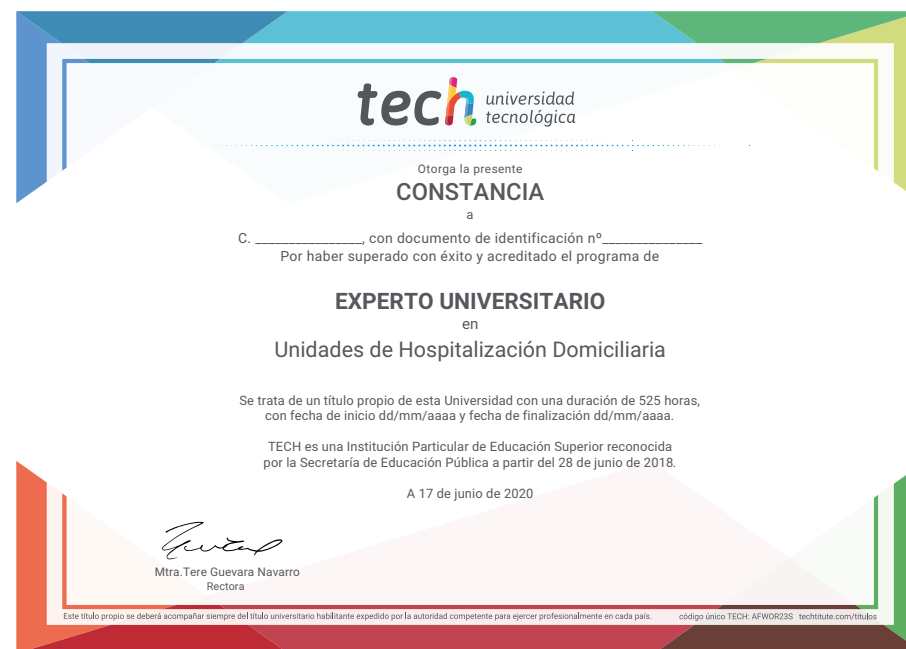 tech universidad
tecnológica
Otorga la presente
CONSTANCIA
a
C. ________________, con documento de identificación nº_______________
Por haber superado con éxito y acreditado el programa de
EXPERTO UNIVERSITARIO
en
Unidades de Hospitalización Domiciliaria
Se trata de un título propio de esta Universidad con una duración de 525 horas,
con fecha de inicio dd/mm/aaaa y fecha de finalización dd/mm/aaaa.
TECH es una Institución Particular de Educación Superior reconocida
por la Secretaría de Educación Pública a partir del 28 de junio de 2018.
A 17 de junio de 2020
Mtra.Tere Guevara Navarro
Rectora
Este título propio se deberá acompañar siempre del título universitario habilitante expedido por la autoridad competente para ejercer profesionalmente en cada país. código único TECH: AFWOR23S techtitute.com/titulos